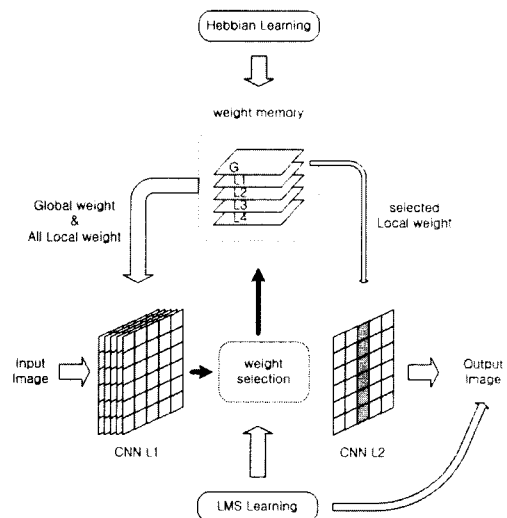 Hebbian Learning
weight memory
G
L1
L2
L3
L4
Global weight
&
All Local weight
selected
Local weight
Input
Image
weight
selection
Output
Image
CNN L1
CNN L2
LMS Learning